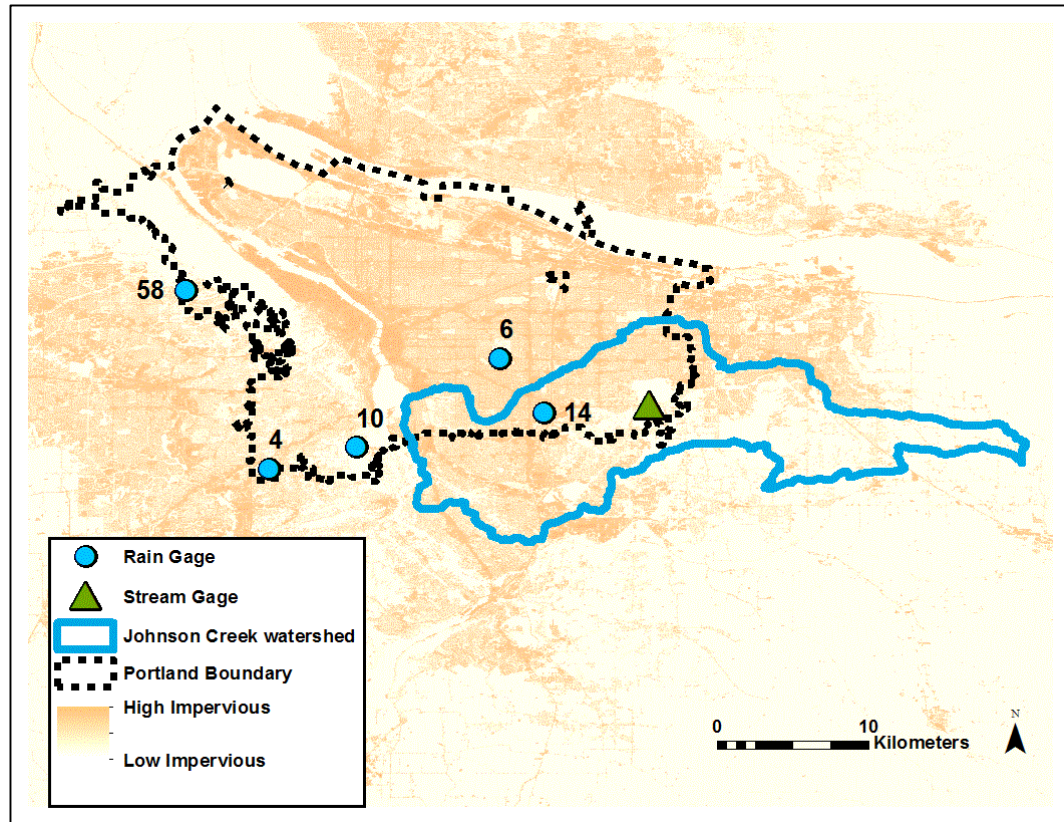 58
6
14
10
4
Rain Gage
Stream Gage
Johnson Creek watershed
Portland Boundary
High Impervious
Low Impervious
0 10
Kilometers
N